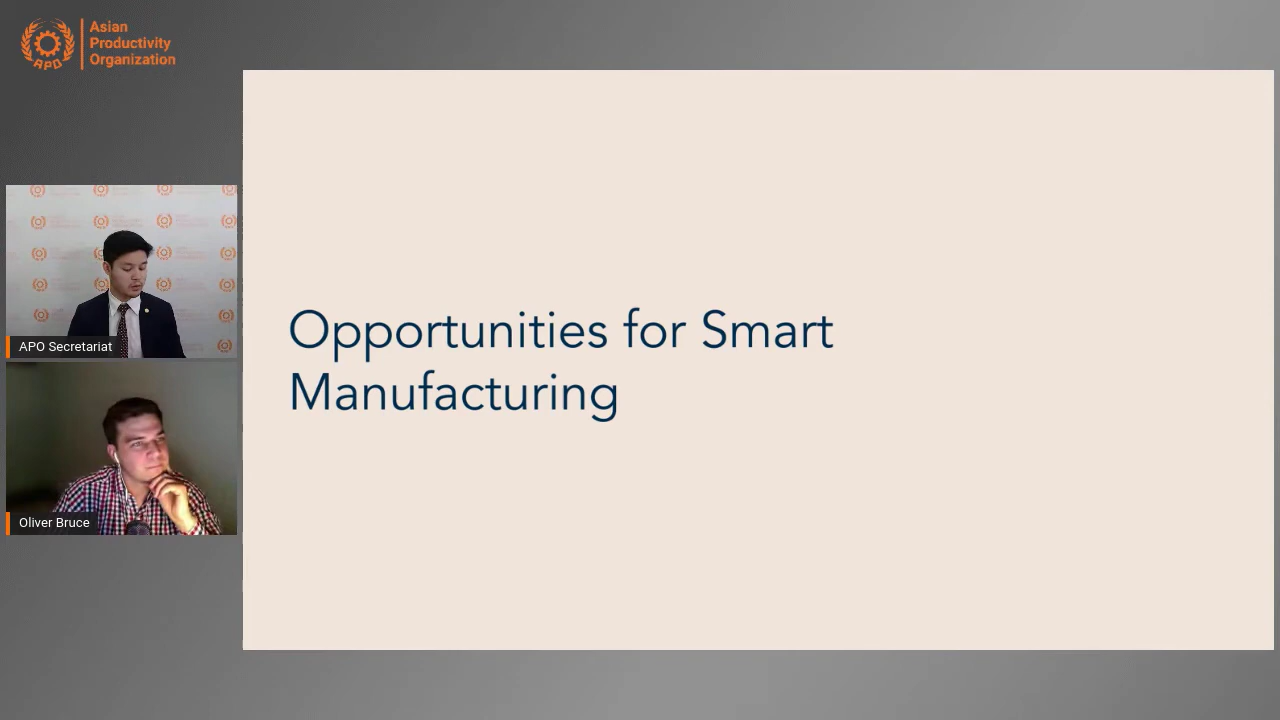 Asian
Productivity
Organization
APO
APO Secretariat
Oliver Bruce
Opportunities for Smart
Manufacturing